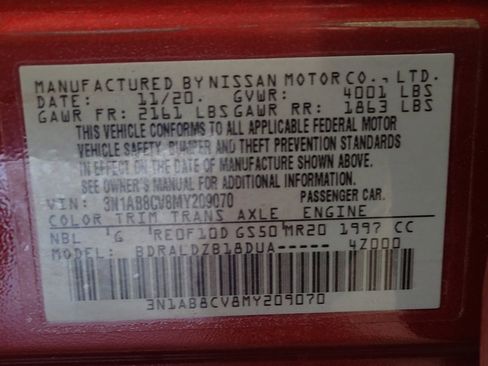 MANUFACTURED BY NISSAN MOTOR CO., LTD.
DATE: 11/20. GVWR: 4001 LBS
GAWR FR: 2161 LBS GAWR RR: 1863 LBS
THIS VEHICLE CONFORMS TO ALL APPLICABLE FEDERAL MOTOR
VEHICLE SAFETY, BUMPER AND THEFT PREVENTION STANDARDS
IN EFFECT ON THE DATE OF MANUFACTURE SHOWN ABOVE.
SEE OWNER'S MANUAL FOR ADDITIONAL INFORMATION.
VIN: 3N1AB8CV8MY209070 PASSENGER CAR.
COLOR TRIM TRANS AXLE ENGINE
NBL G RE0F10D GS50 MR20 1997 CC
MODEL: BDRALDZB18DUA----- 4Z000
3N1AB8CV8MY209070